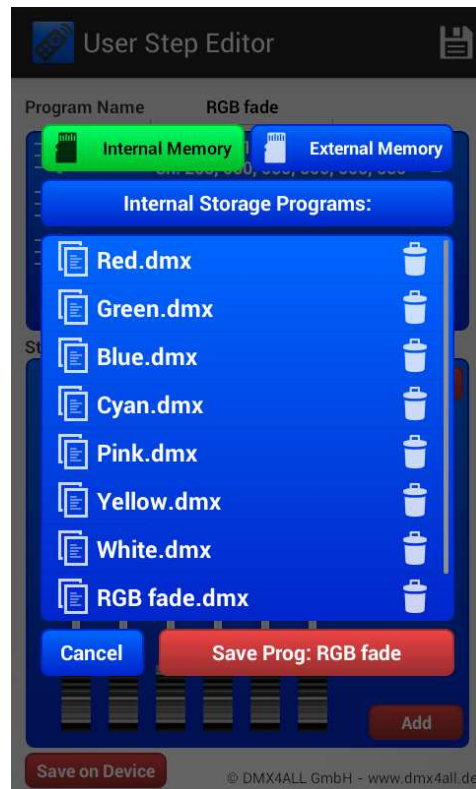 User Step Editor
Program Name RGB fade
Internal Memory External Memory
Internal Storage Programs:
Red.dmx
Green.dmx
Blue.dmx
Cyan.dmx
Pink.dmx
Yellow.dmx
White.dmx
RGB fade.dmx
Cancel Save Prog: RGB fade
Add
Save on Device © DMX4ALL GmbH - www.dmx4all.de